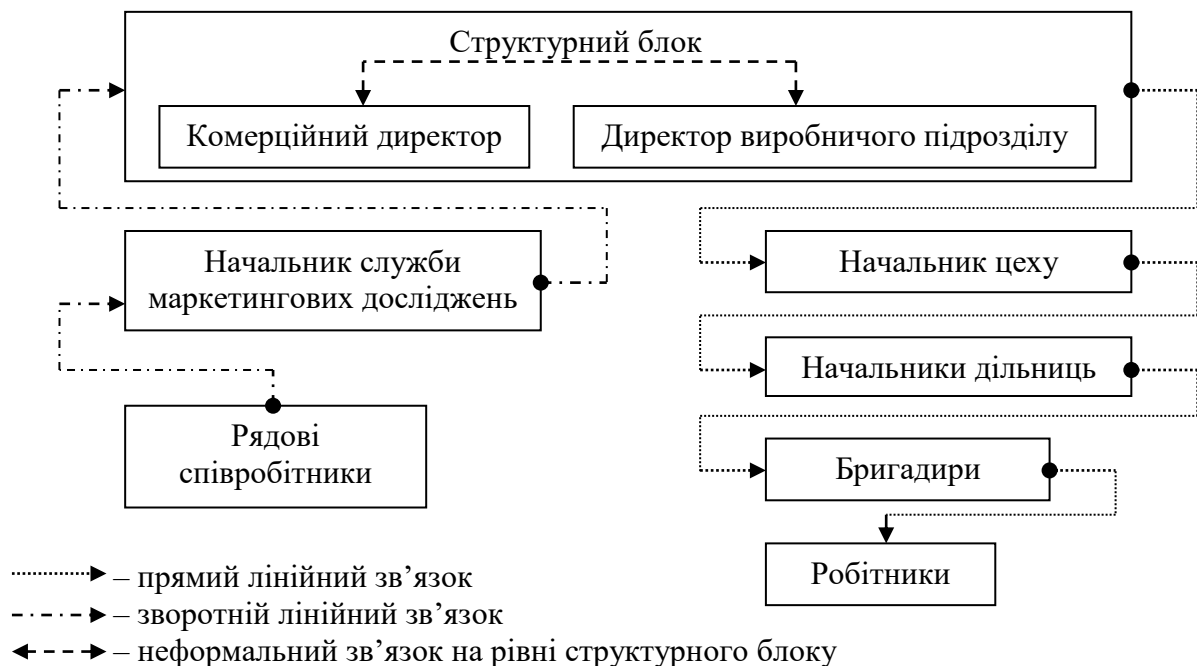 Структурний блок
Комерційний директор
Директор виробничого підрозділу
Начальник служби
маркетингових досліджень
Начальник цеху
Начальники дільниць
Рядові
співробітники
Бригадири
Робітники
– прямий лінійний зв’язок
– зворотній лінійний зв’язок
– неформальний зв’язок на рівні структурного блоку